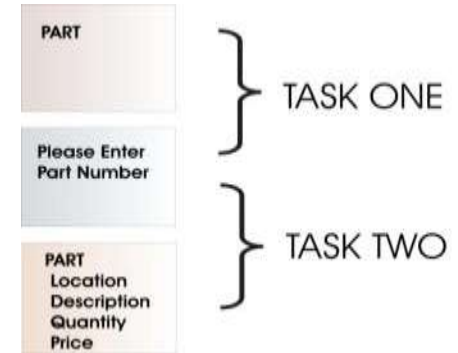 PART
TASK ONE
Please Enter
Part Number
TASK TWO
PART
Location
Description
Quantity
Price